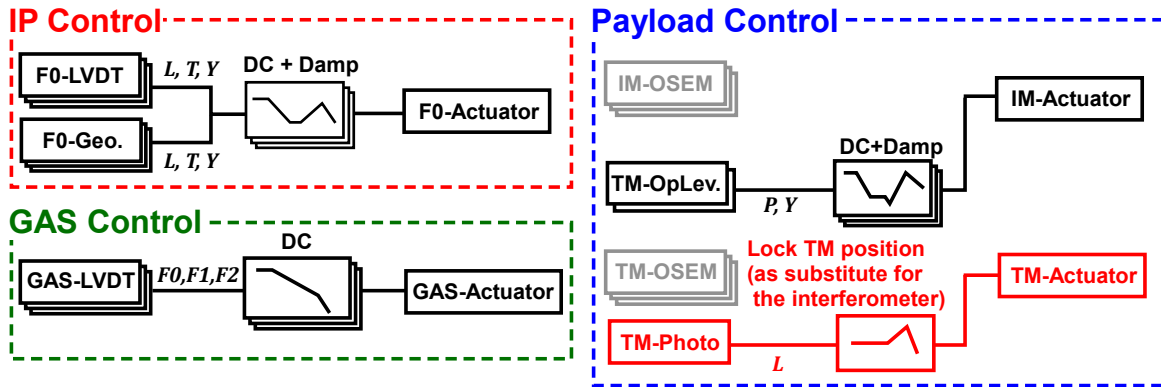 IP Control
F0-LVDT
L, T, Y
DC + Damp
F0-Actuator
F0-Geo.
L, T, Y
GAS Control
DC
GAS-LVDT
F0,F1,F2
GAS-Actuator
Payload Control
IM-OSEM
IM-Actuator
DC+Damp
TM-OpLev.
P, Y
TM-OSEM
Lock TM position
(as substitute for
the interferometer)
TM-Actuator
TM-Photo
L